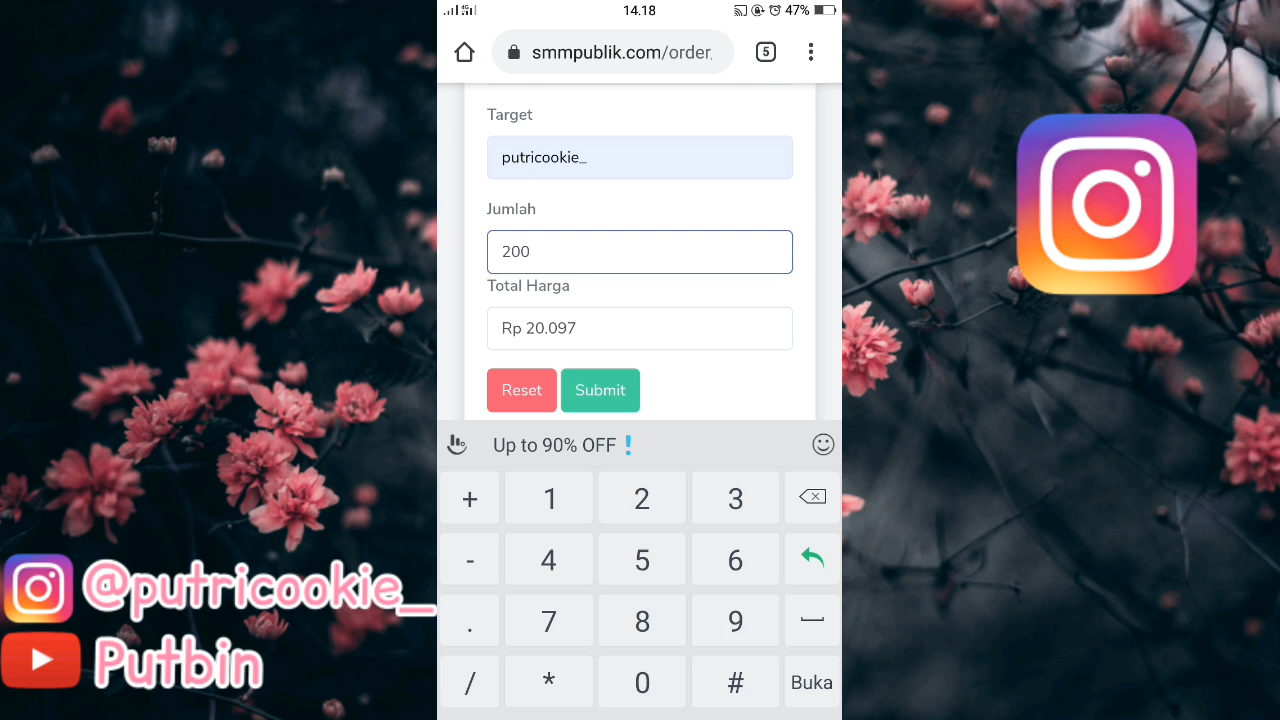 14.18
47%
smmpublik.com/order
5
Target
putricookie_
Jumlah
200
Total Harga
Rp 20.097
Reset Submit
Up to 90% OFF❗
+ 1 2 3
- 4 5 6
. 7 8 9
/ * 0 # Buka
@putricookie_
Putbin